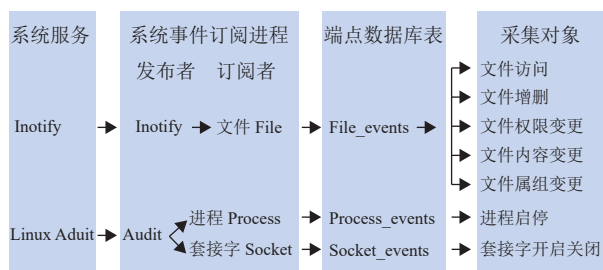 系统服务 系统事件订阅进程 端点数据库表 采集对象
发布者 订阅者
文件访问
文件增删
Inotify Inotify 文件 File File_events 文件权限变更
文件内容变更
文件属组变更
进程 Process Process_events 进程启停
Linux Aduit Audit
套接字 Socket Socket_events 套接字开启关闭